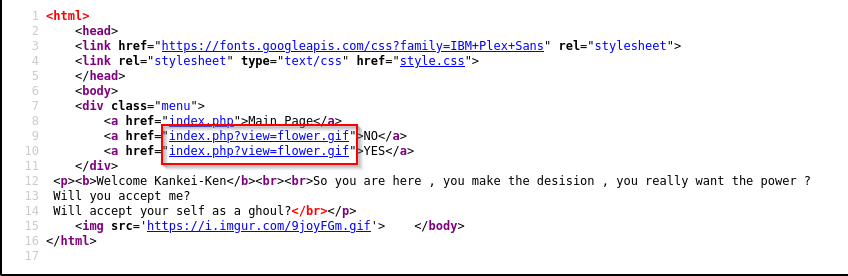 1 <html>
2 <head>
3 <link href="https://fonts.googleapis.com/css?family=IBM+Plex+Sans" rel="stylesheet">
4 <link rel="stylesheet" type="text/css" href="style.css">
5 </head>
6 <body>
7 <div class="menu">
8 <a href="index.php">Main Page</a>
9 <a href="index.php?view=flower.gif">NO</a>
10 <a href="index.php?view=flower.gif">YES</a>
11 </div>
12 <p><b>Welcome Kankei-Ken</b><br><br>So you are here , you make the desision , you really want the power ?
13 Will you accept me?
14 Will accept your self as a ghoul?</br></p>
15 <img src='https://i.imgur.com/9joyFGm.gif'> </body>
16 </html>
17